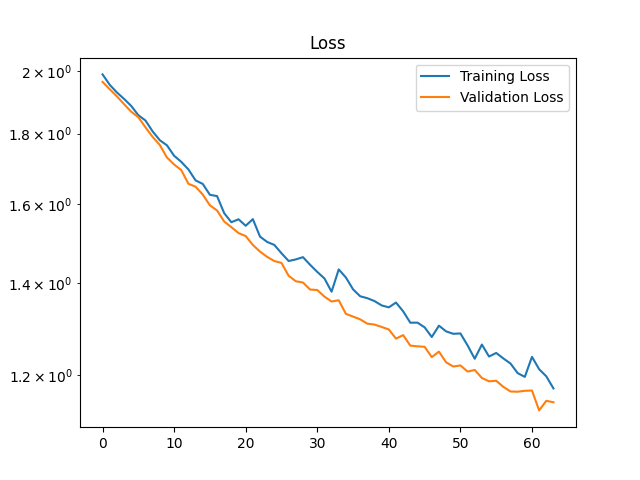 Loss
Training Loss
Validation Loss
2 × 10⁰
1.8 × 10⁰
1.6 × 10⁰
1.4 × 10⁰
1.2 × 10⁰
0 10 20 30 40 50 60